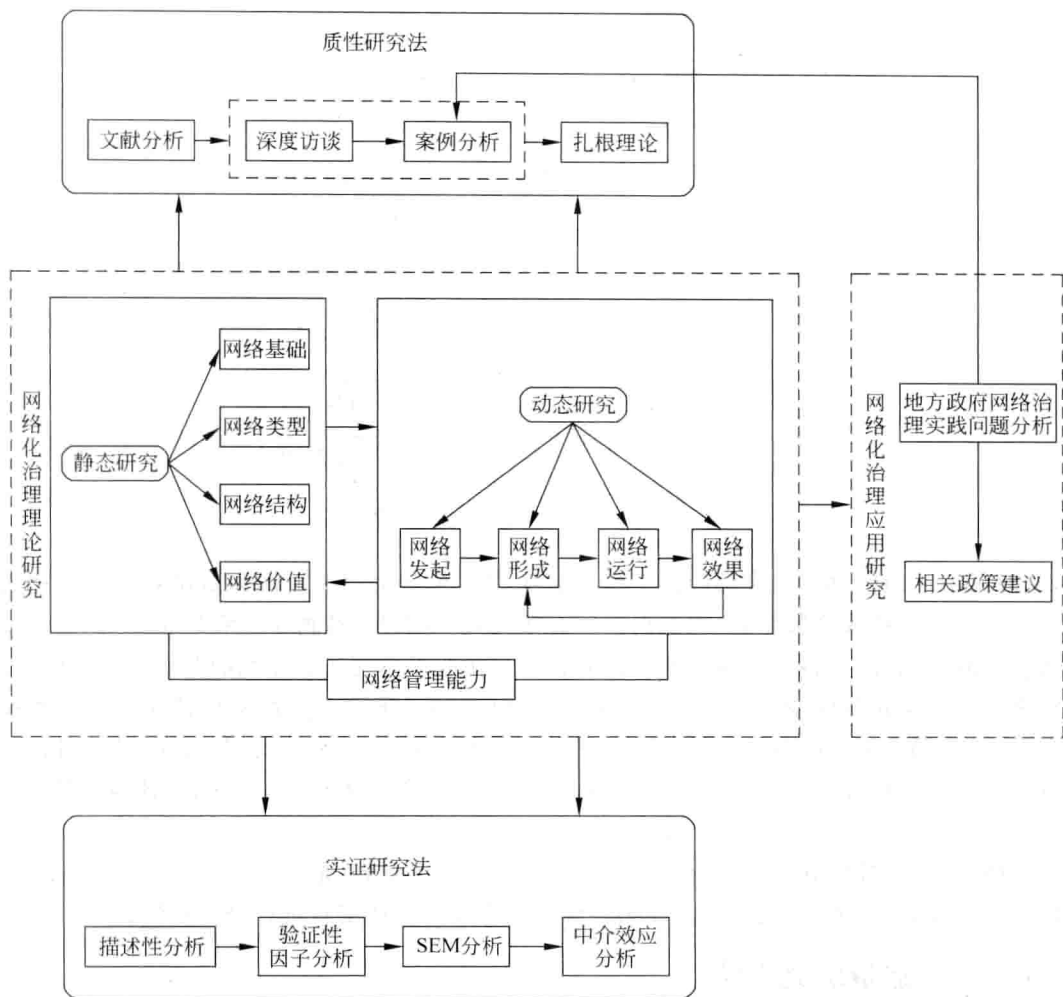 质性研究法
文献分析
深度访谈
案例分析
扎根理论
网络化治理理论研究
静态研究
网络基础
网络类型
网络结构
网络价值
动态研究
网络
发起
网络
形成
网络
运行
网络
效果
网络管理能力
网络化治理应用研究
地方政府网络治
理实践问题分析
相关政策建议
实证研究法
描述性分析
验证性
因子分析
SEM分析
中介效应
分析